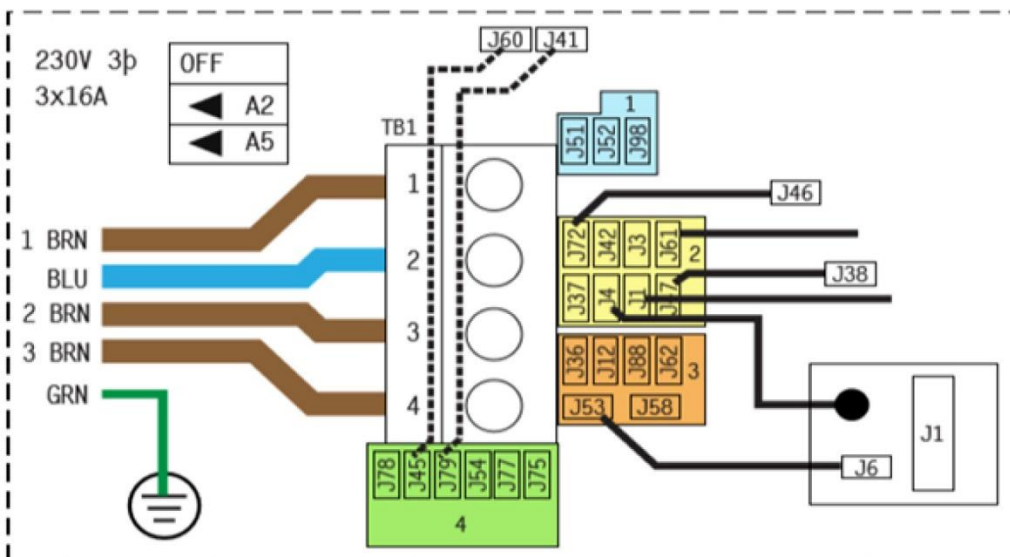 J60 J41
230V 3þ
3x16A
OFF
◀ A2
◀ A5
TB1
1
J51 J52 J98
1
2
3
4
J46
J72 J42 J3 J61
2
J38
J37 J4 J1 J47
1 BRN
BLU
2 BRN
3 BRN
GRN
J36 J12 J88 J62
3
J53 J58
J1
J6
J78 J45 J79 J54 J77 J75
4